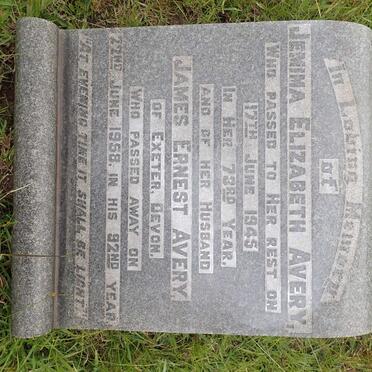 In Loving Memory
of
JEMIMA ELIZABETH AVERY,
WHO PASSED TO HER REST ON
17TH JUNE 1945
IN HER 73RD YEAR.
AND OF HER HUSBAND
JAMES ERNEST AVERY,
OF EXETER, DEVON.
WHO PASSED AWAY ON
22ND JUNE 1958, IN HIS 92ND YEAR
"AT EVENING TIME IT SHALL BE LIGHT"